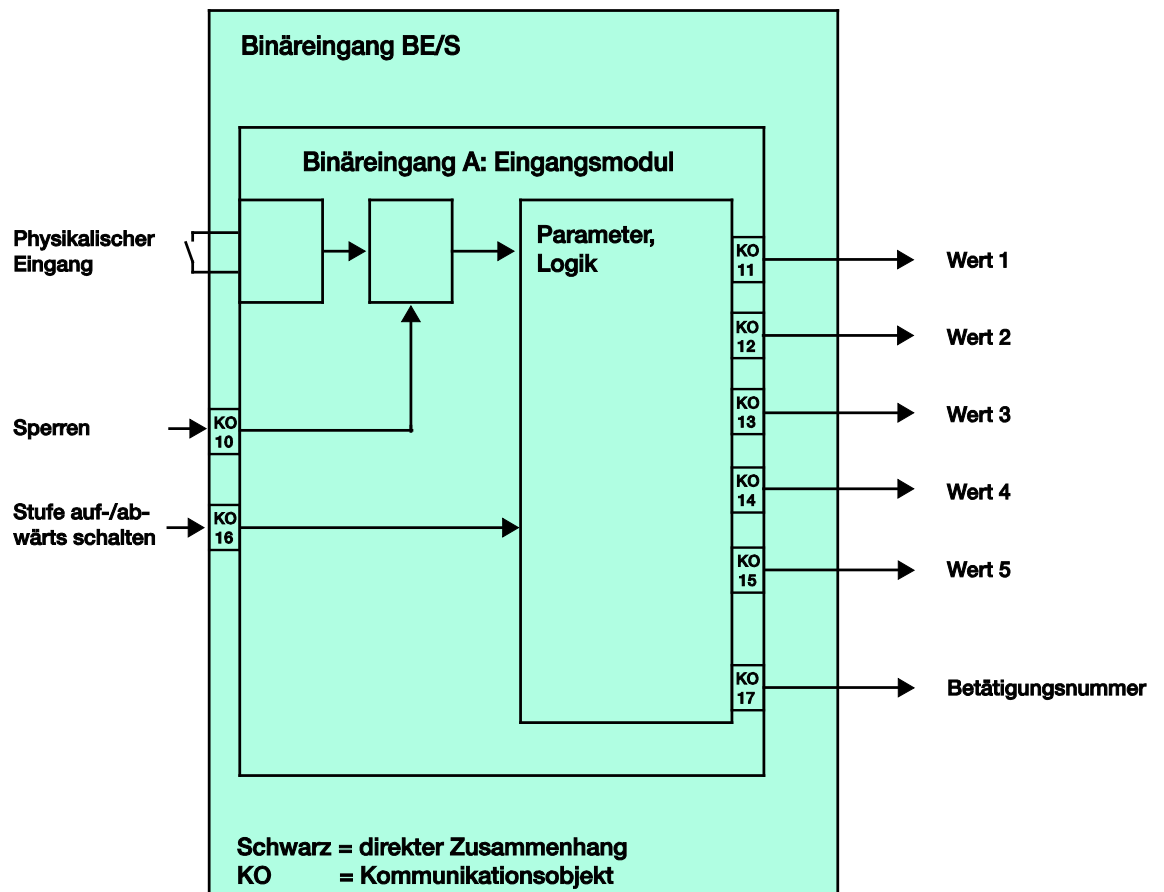 Binäreingang BE/S
Binäreingang A: Eingangsmodul
Physikalischer
Eingang
Parameter,
Logik
KO
11
Wert 1
KO
12
Wert 2
KO
13
Wert 3
Sperren
KO
10
KO
14
Wert 4
Stufe auf-/ab-
wärts schalten
KO
16
KO
15
Wert 5
KO
17
Betätigungsnummer
Schwarz = direkter Zusammenhang
KO = Kommunikationsobjekt